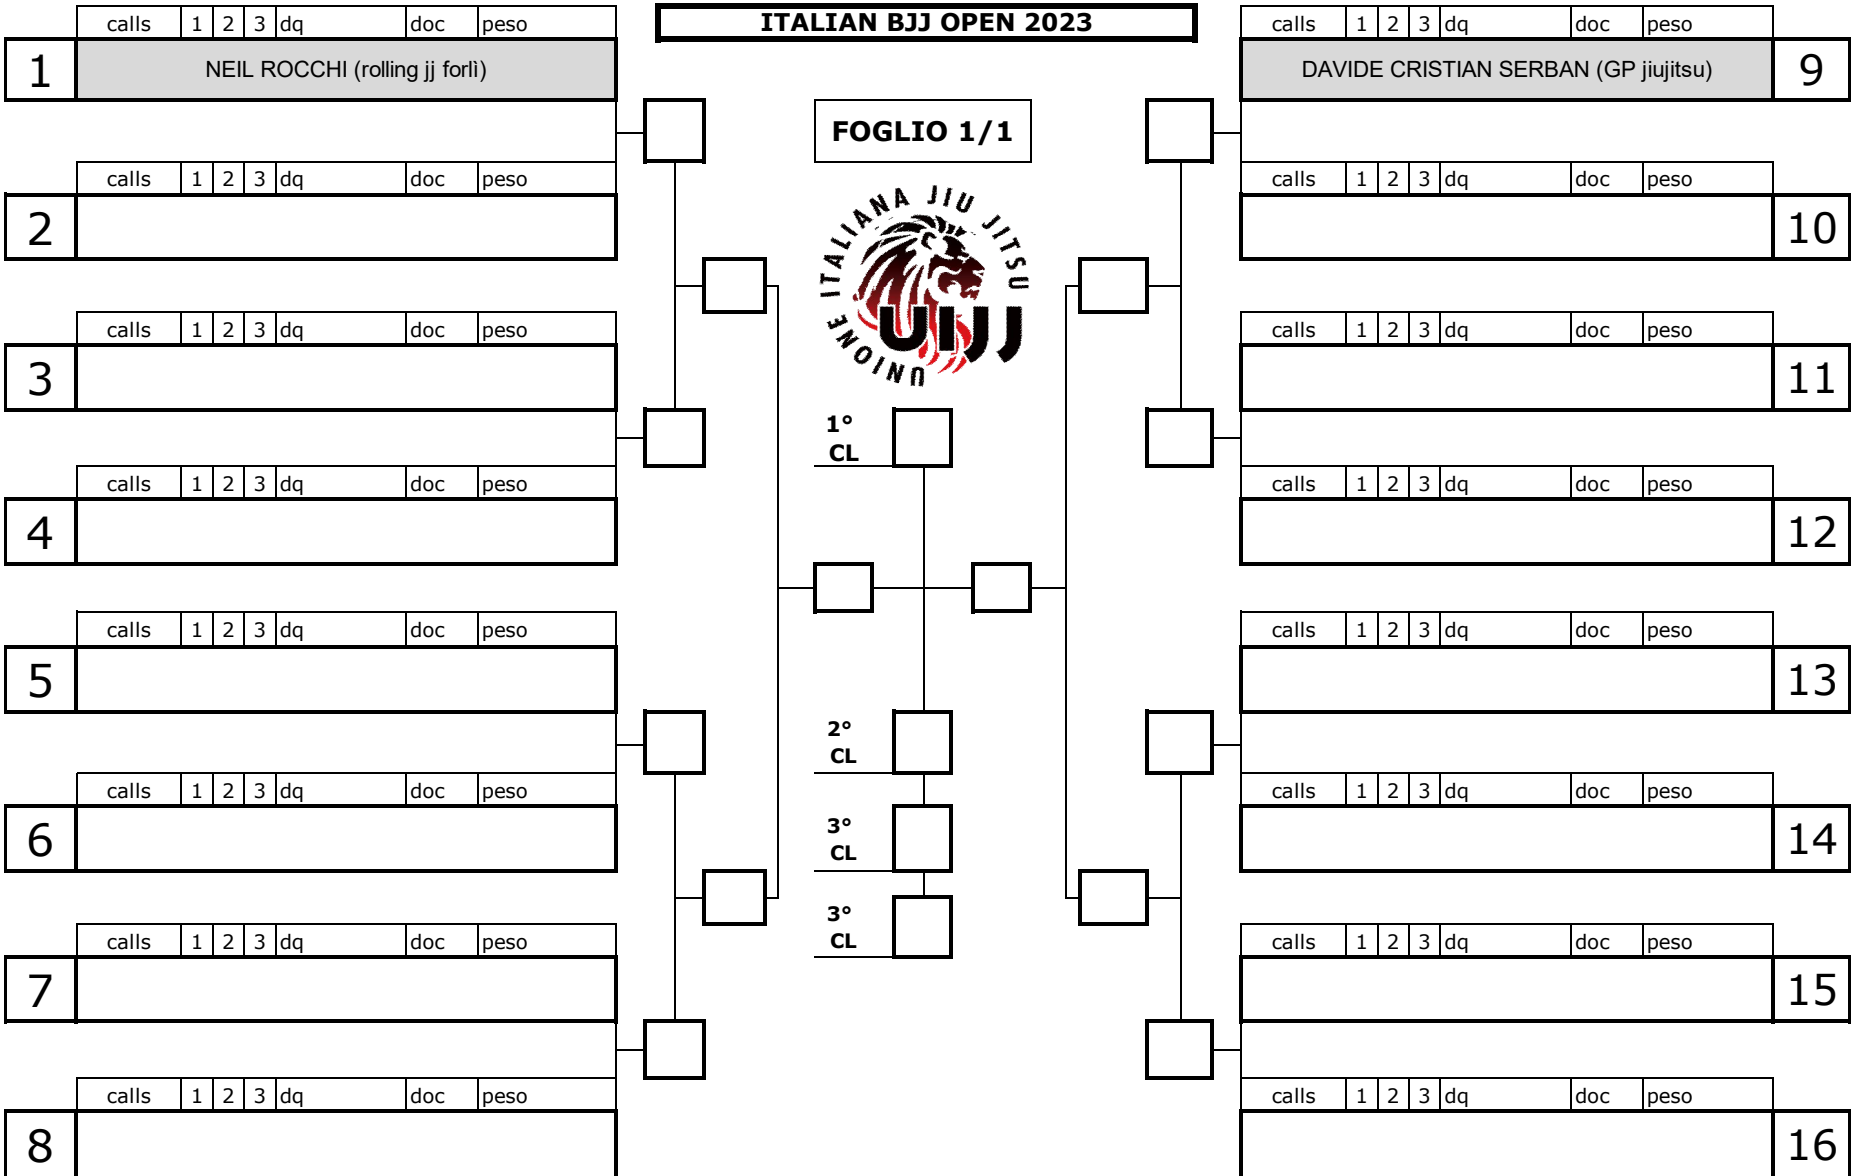 calls 1 2 3 dq doc peso
ITALIAN BJJ OPEN 2023
calls 1 2 3 dq doc peso
1 NEIL ROCCHI (rolling jj forlì)
DAVIDE CRISTIAN SERBAN (GP jiujitsu) 9
FOGLIO 1/1
calls 1 2 3 dq doc peso
calls 1 2 3 dq doc peso
2
10
UNIONE ITALIANA JIU JITSU
UIJJ
calls 1 2 3 dq doc peso
calls 1 2 3 dq doc peso
3
11
1°
CL
calls 1 2 3 dq doc peso
calls 1 2 3 dq doc peso
4
12
calls 1 2 3 dq doc peso
calls 1 2 3 dq doc peso
5
13
2°
CL
calls 1 2 3 dq doc peso
calls 1 2 3 dq doc peso
6
14
3°
CL
3°
CL
calls 1 2 3 dq doc peso
calls 1 2 3 dq doc peso
7
15
calls 1 2 3 dq doc peso
calls 1 2 3 dq doc peso
8
16